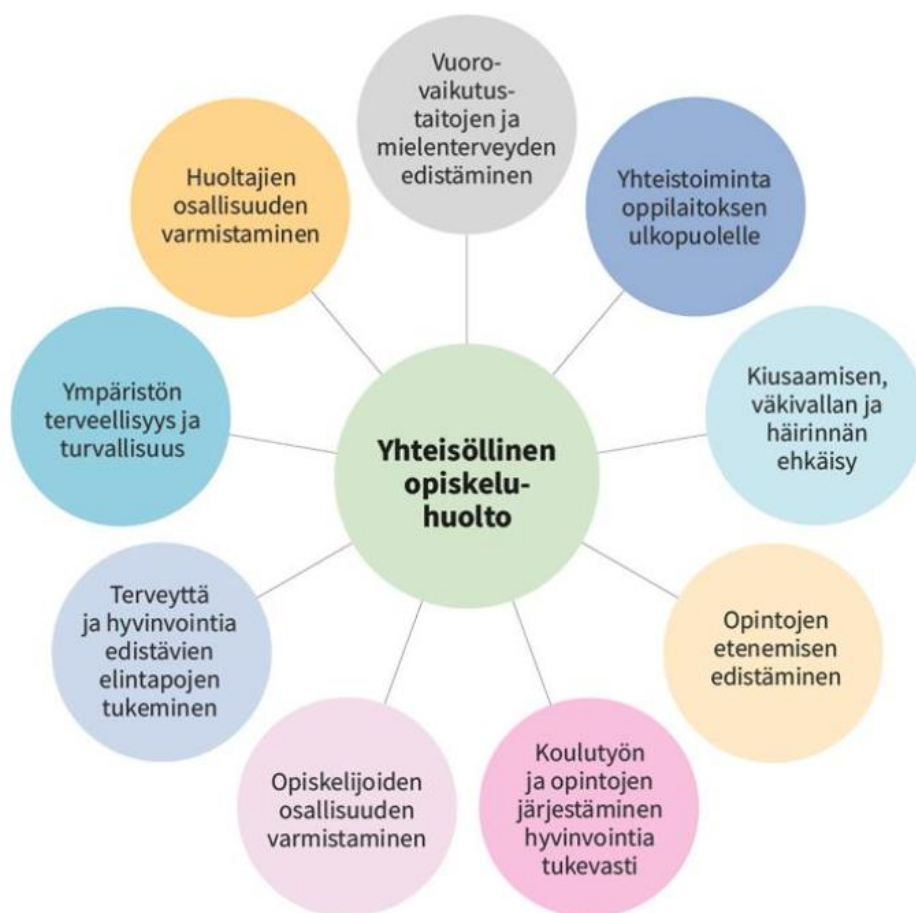 Vuoro-
vaikutus-
taitojen ja
mielenterveyden
edistäminen
Yhteistoiminta
oppilaitoksen
ulkopuolelle
Kiusaamisen,
väkivallan ja
häirinnän
ehkäisy
Opintojen
etenemisen
edistäminen
Koulutyön
ja opintojen
järjestäminen
hyvinvointia
tukevasti
Opiskelijoiden
osallisuuden
varmistaminen
Terveyttä
ja hyvinvointia
edistävien
elintapojen
tukeminen
Ympäristön
terveellisyys ja
turvallisuus
Huoltajien
osallisuuden
varmistaminen
Yhteisöllinen
opiskelu-
huolto